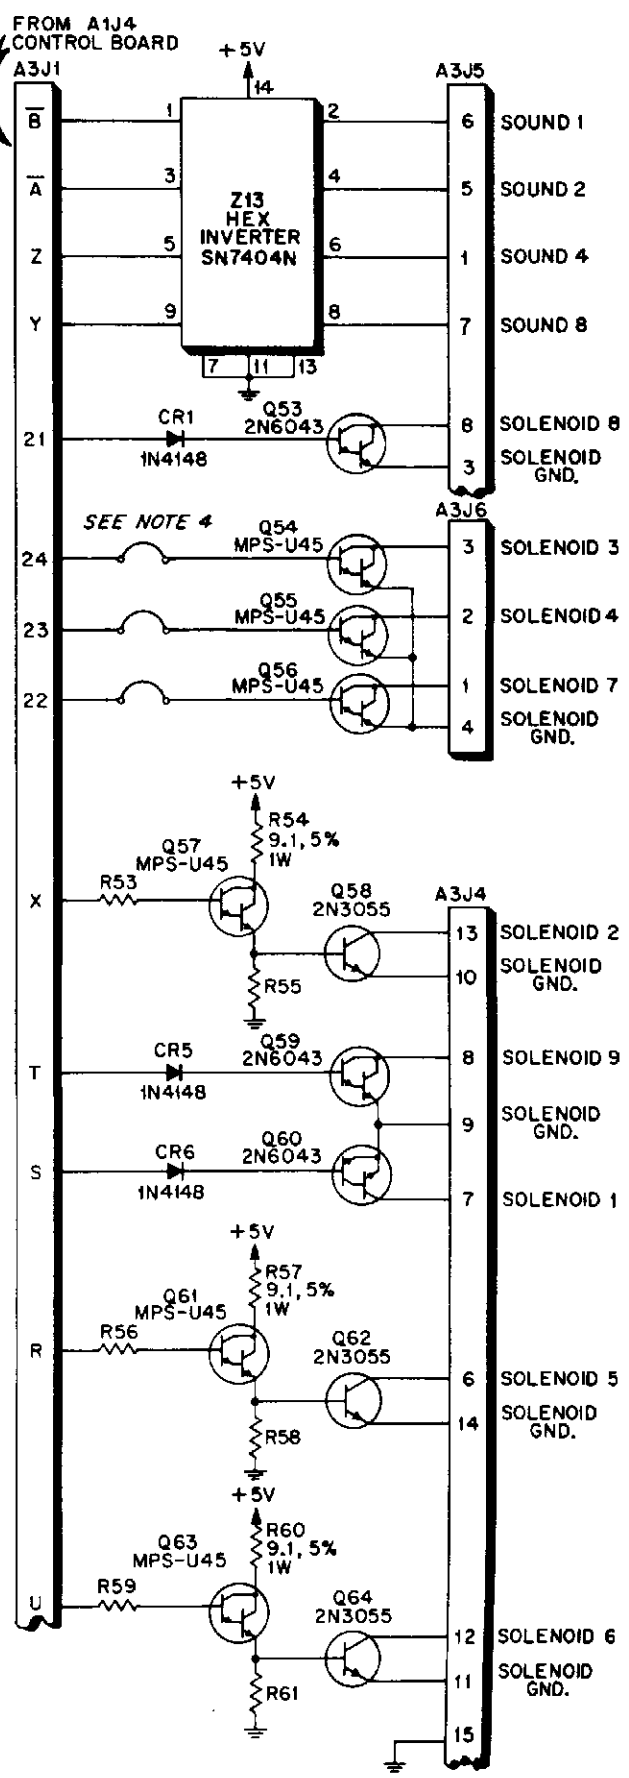 FROM A1J4
CONTROL BOARD
A3J1
+5V
A3J5
14
B 1 2 6 SOUND 1
A 3 4 5 SOUND 2
Z13
HEX
INVERTER
SN7404N
Z 5 6 1 SOUND 4
Y 9 8 7 SOUND 8
7 11 13
CR1
Q53
2N6043
8 SOLENOID 8
21
1N4148
3 SOLENOID
GND.
A3J6
SEE NOTE 4
Q54
MPS-U45
3 SOLENOID 3
24
Q55
MPS-U45
2 SOLENOID 4
23
Q56
MPS-U45
1 SOLENOID 7
22
4 SOLENOID
GND.
+5V
R54
9.1, 5%
1W
Q57
MPS-U45
X
R53
Q58
2N3055
A3J4
13 SOLENOID 2
10 SOLENOID
GND.
R55
CR5
Q59
2N6043
8 SOLENOID 9
T
1N4148
9 SOLENOID
GND.
CR6
Q60
2N6043
S
1N4148
7 SOLENOID 1
+5V
R57
9.1, 5%
1W
Q61
MPS-U45
R
R56
Q62
2N3055
6 SOLENOID 5
14 SOLENOID
GND.
R58
+5V
R60
9.1, 5%
1W
Q63
MPS-U45
U
R59
Q64
2N3055
12 SOLENOID 6
11 SOLENOID
GND.
R61
15